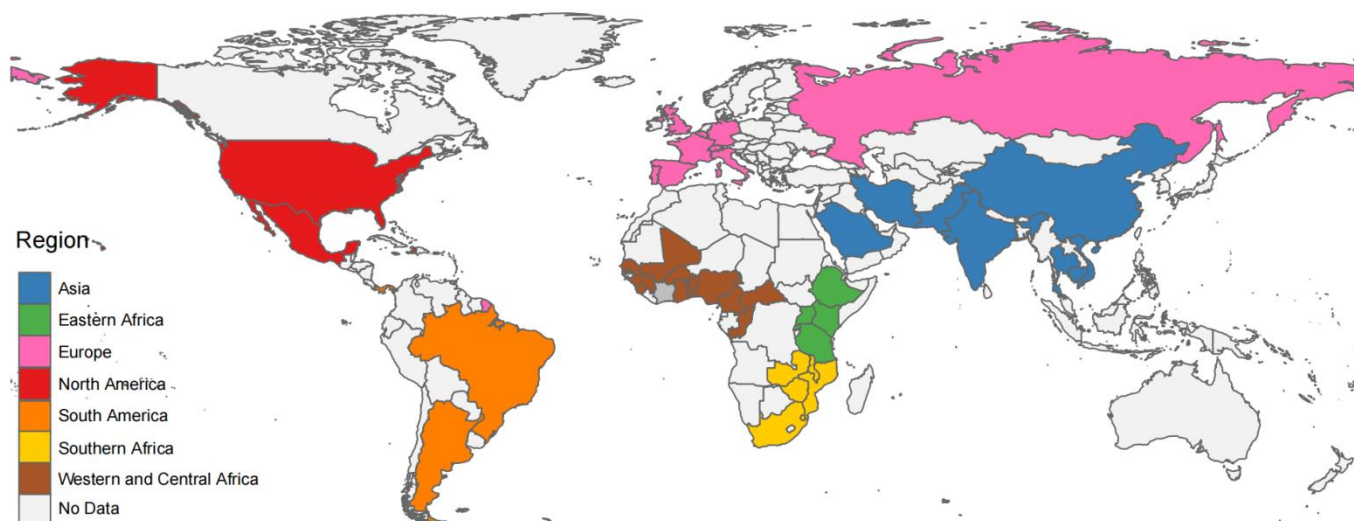 Region
Asia
Eastern Africa
Europe
North America
South America
Southern Africa
Western and Central Africa
No Data